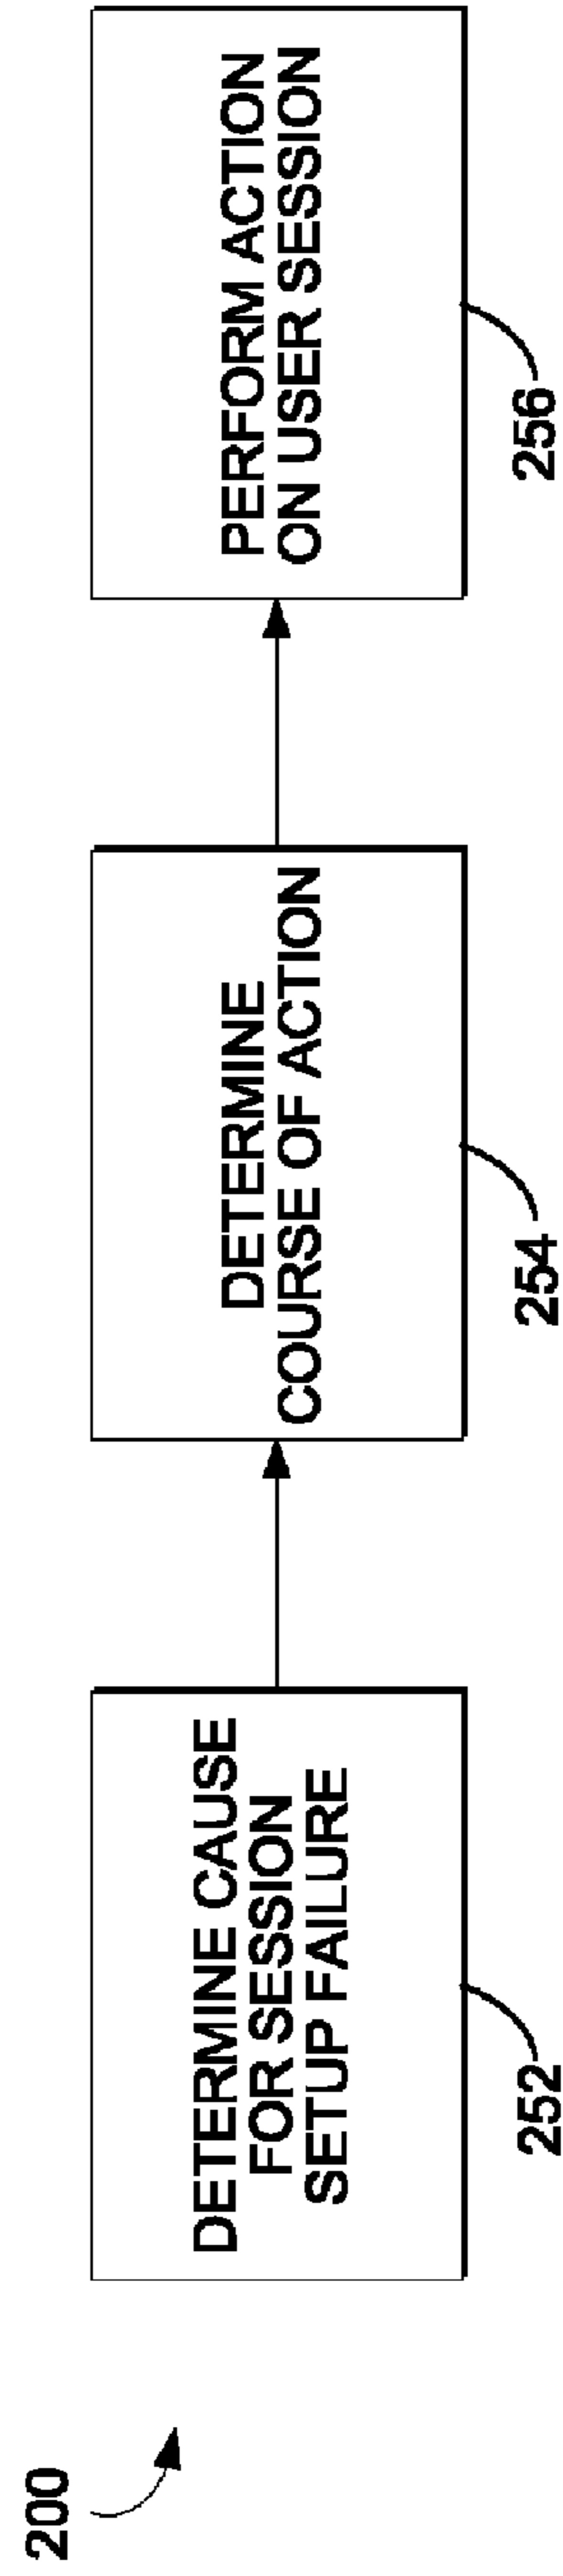 200
DETERMINE CAUSE
FOR SESSION
SETUP FAILURE
252
DETERMINE
COURSE OF ACTION
254
PERFORM ACTION
ON USER SESSION
256